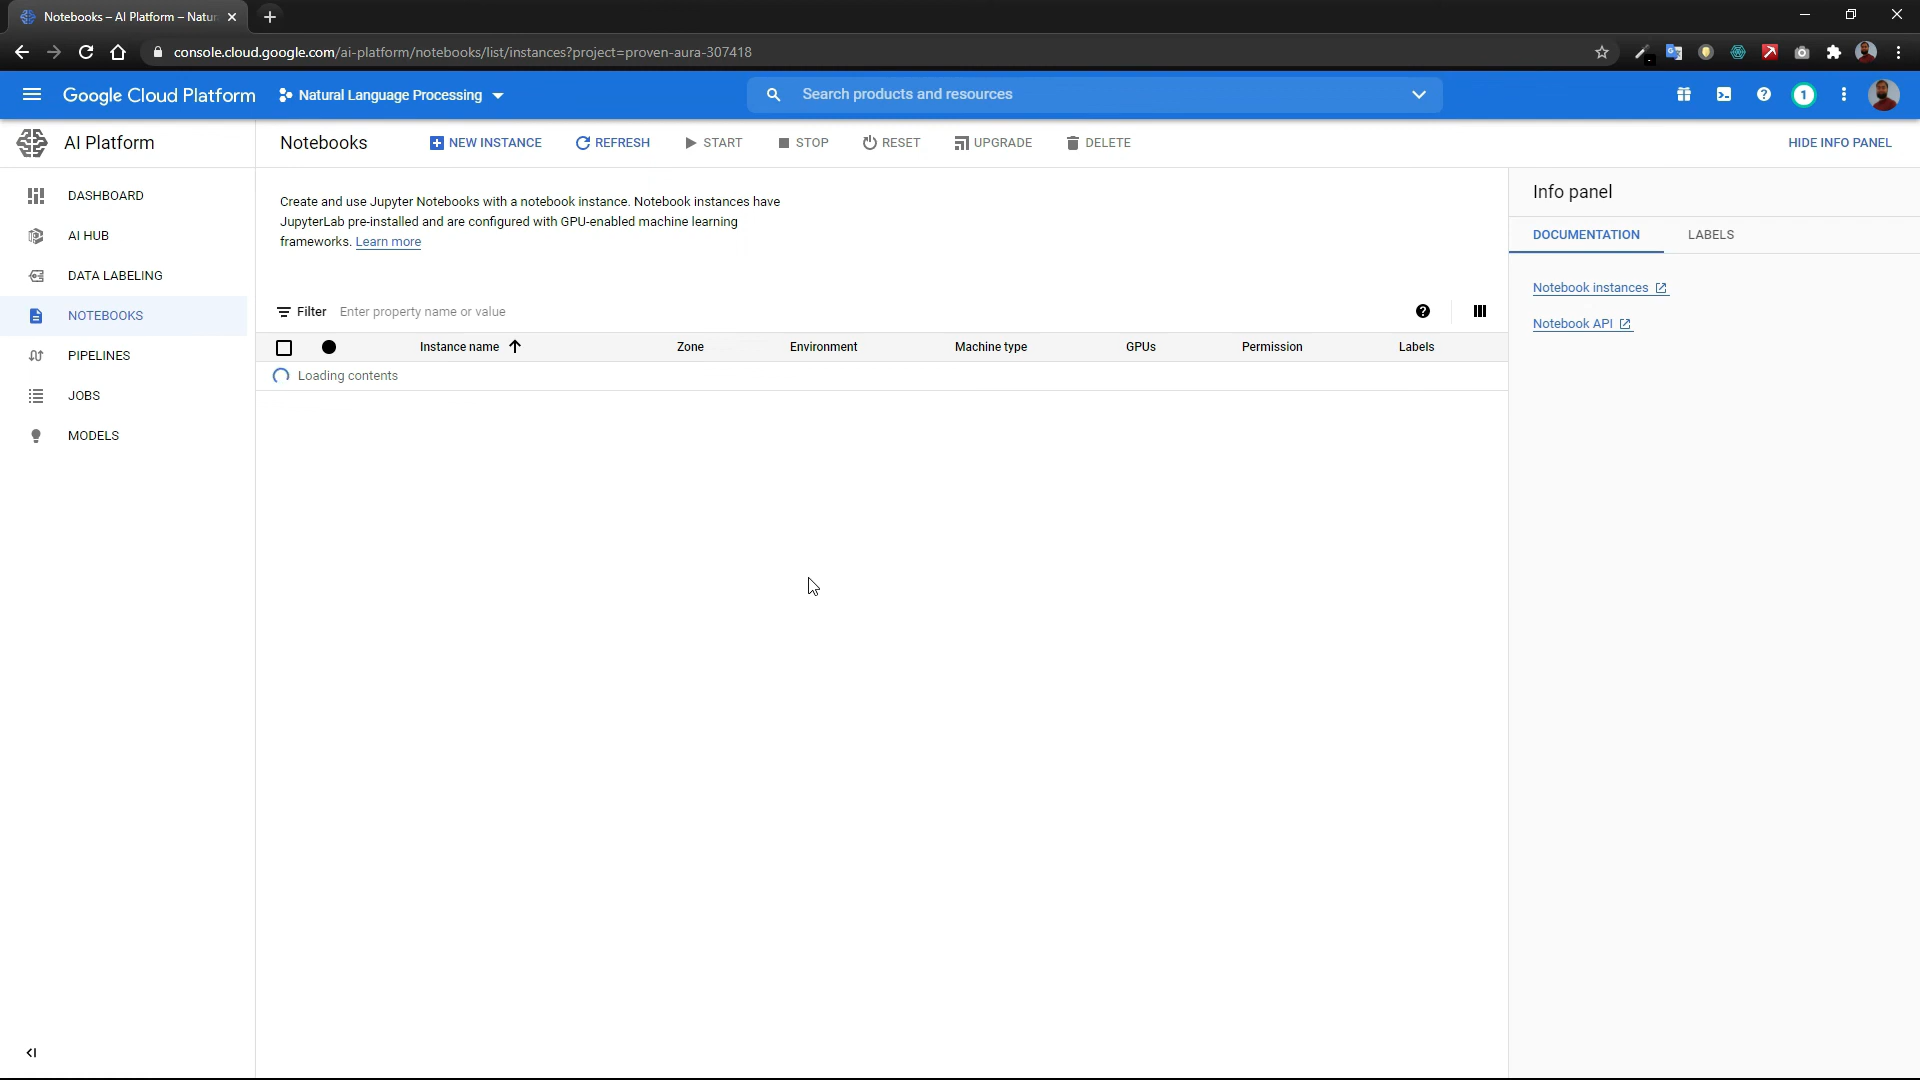 Notebooks – AI Platform – Natur
console.cloud.google.com/ai-platform/notebooks/list/instances?project=proven-aura-307418
Google Cloud Platform
Natural Language Processing
Search products and resources
1
AI Platform
Notebooks
NEW INSTANCE
REFRESH
START
STOP
RESET
UPGRADE
DELETE
HIDE INFO PANEL
DASHBOARD
AI HUB
DATA LABELING
NOTEBOOKS
PIPELINES
JOBS
MODELS
Create and use Jupyter Notebooks with a notebook instance. Notebook instances have
JupyterLab pre-installed and are configured with GPU-enabled machine learning
frameworks. Learn more
Filter Enter property name or value
Instance name Zone Environment Machine type GPUs Permission Labels
Loading contents
Info panel
DOCUMENTATION LABELS
Notebook instances
Notebook API